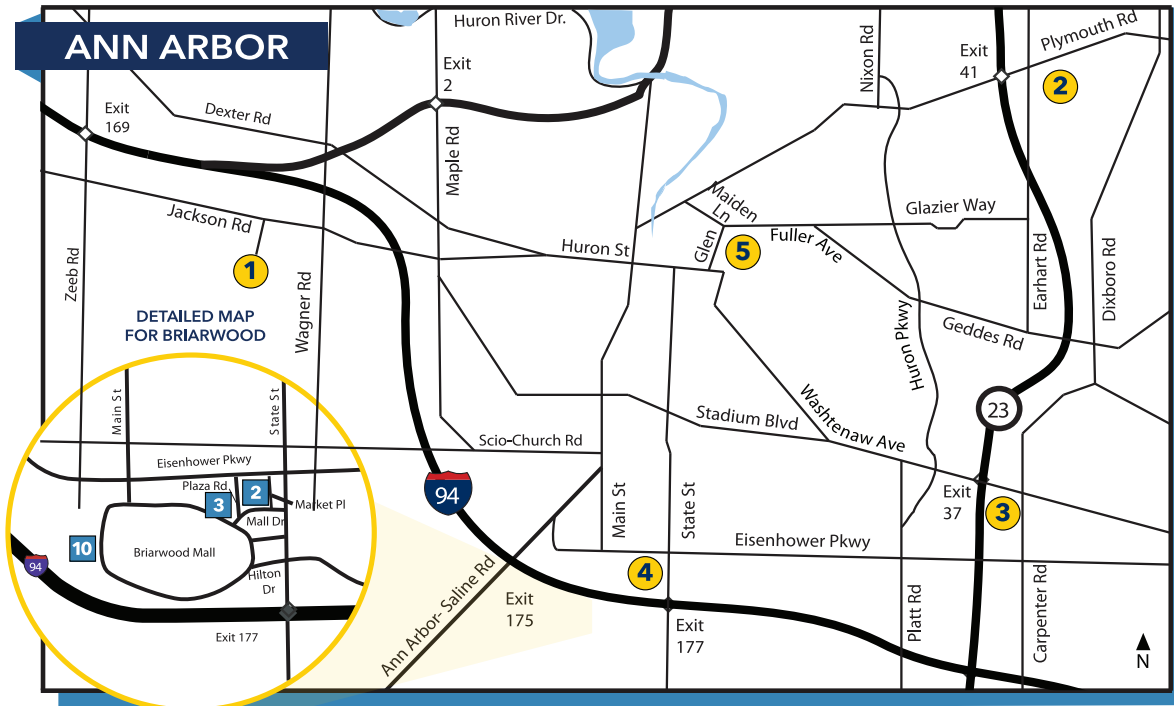 ANN ARBOR
Huron River Dr.
Exit
2
Exit
169
Dexter Rd
Maple Rd
Nixon Rd
Exit
41
Plymouth Rd
2
Jackson Rd
1
Zeeb Rd
Wagner Rd
Huron St
Maiden
Ln
Glen
5
Fuller Ave
Glazier Way
Huron Pkwy
Earhart Rd
Dixboro Rd
Geddes Rd
23
DETAILED MAP
FOR BRIARWOOD
Main St
State St
Eisenhower Pkwy
Plaza Rd
3
2
Market Pl
Mall Dr
10
Briarwood Mall
94
Hilton
Dr
Exit 177
Scio-Church Rd
94
Stadium Blvd
Washtenaw Ave
Exit
37
3
Main St
State St
Eisenhower Pkwy
4
Ann Arbor- Saline Rd
Exit
175
Exit
177
Platt Rd
Carpenter Rd
N